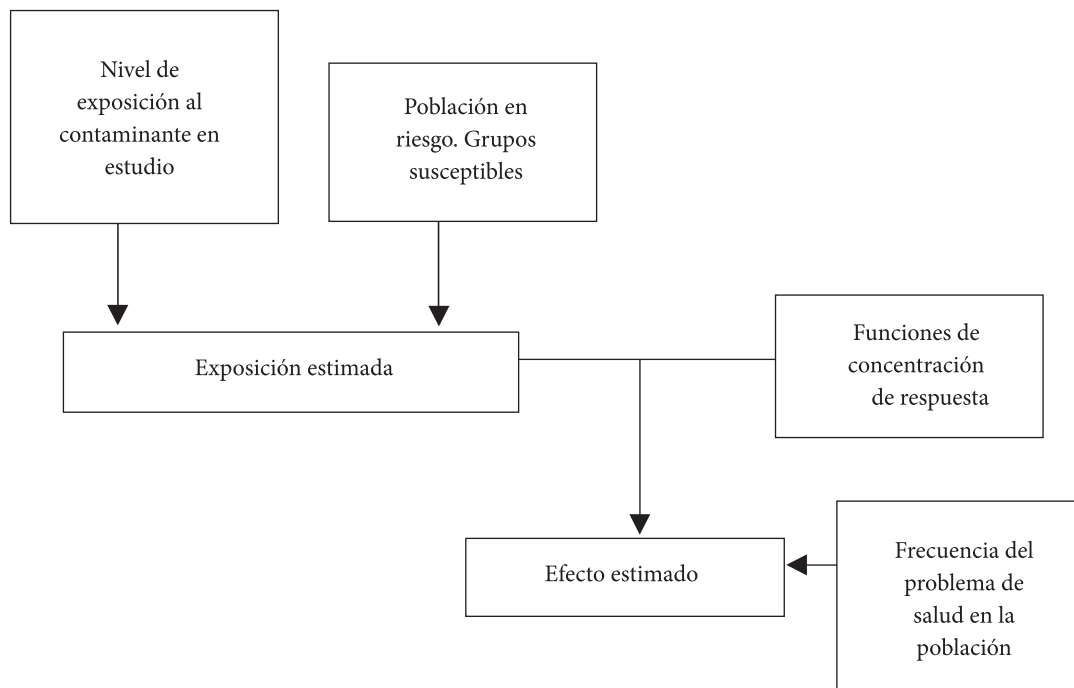 Nivel de
exposición al
contaminante en
estudio
Población en
riesgo. Grupos
susceptibles
Exposición estimada
Funciones de
concentración
de respuesta
Efecto estimado
Frecuencia del
problema de
salud en la
población